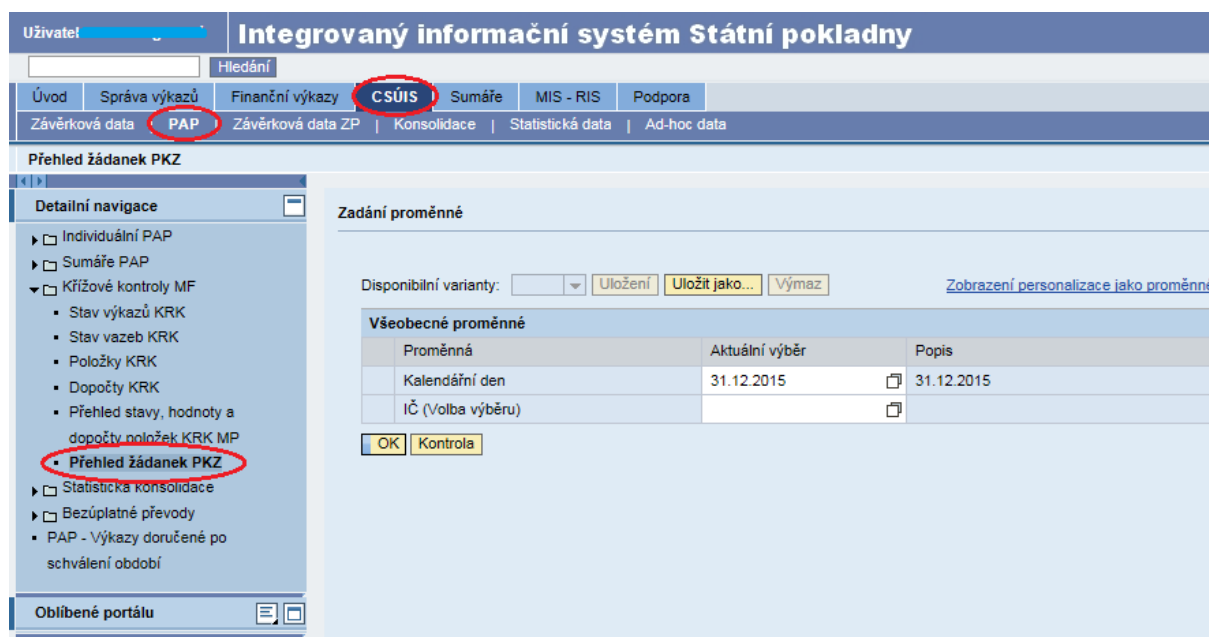 Uživatel
Integrovaný informační systém Státní pokladny
Hledání
Úvod Správa výkazů Finanční výkazy CSÚIS Sumáře MIS - RIS Podpora
Závěrková data | PAP | Závěrková data ZP | Konsolidace | Statistická data | Ad-hoc data
Přehled žádanek PKZ
Detailní navigace
Individuální PAP
Sumáře PAP
Křížové kontroly MF
Stav výkazů KRK
Stav vazeb KRK
Položky KRK
Dopočty KRK
Přehled stavy, hodnoty a
dopočty položek KRK MP
Přehled žádanek PKZ
Statistická konsolidace
Bezúplatné převody
PAP - Výkazy doručené po
schválení období
Oblíbené portálu
Zadání proměnné
Disponibilní varianty: Uložení Uložit jako... Výmaz Zobrazení personalizace jako proměnné
Všeobecné proměnné
Proměnná Aktuální výběr Popis
Kalendářní den 31.12.2015 31.12.2015
IČ (Volba výběru)
OK Kontrola